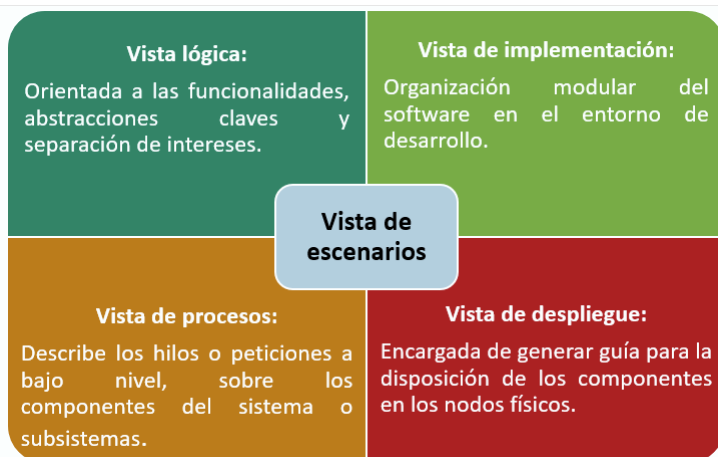 Vista lógica:
Orientada a las funcionalidades,
abstracciones claves y
separación de intereses.
Vista de implementación:
Organización modular del
software en el entorno de
desarrollo.
Vista de
escenarios
Vista de procesos:
Describe los hilos o peticiones a
bajo nivel, sobre los
componentes del sistema o
subsistemas.
Vista de despliegue:
Encargada de generar guía para la
disposición de los componentes
en los nodos físicos.